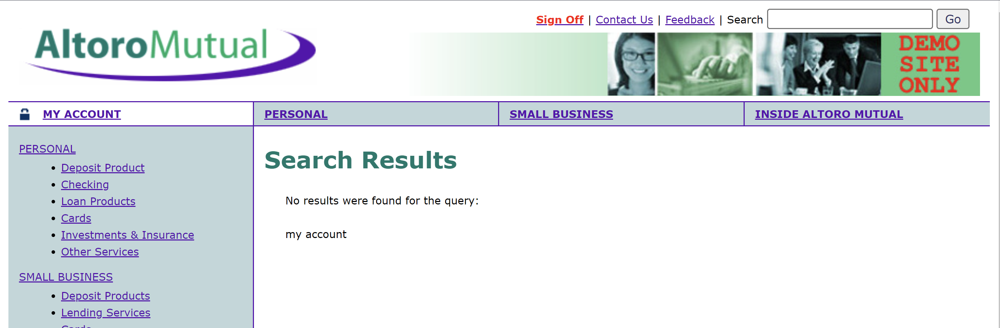 Sign Off | Contact Us | Feedback | Search Go
AltoroMutual
DEMO
SITE
ONLY
MY ACCOUNT
PERSONAL
SMALL BUSINESS
INSIDE ALTORO MUTUAL
PERSONAL
• Deposit Product
• Checking
• Loan Products
• Cards
• Investments & Insurance
• Other Services
SMALL BUSINESS
• Deposit Products
• Lending Services
• Cards
Search Results
No results were found for the query:
my account